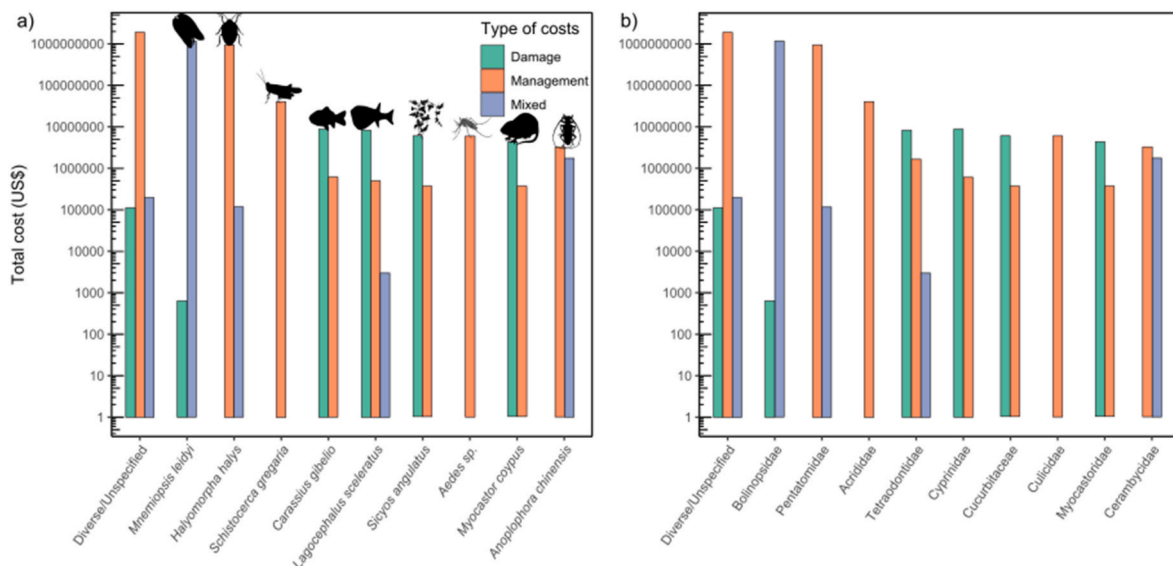 a)
Type of costs
Damage
Management
Mixed
Total cost (US$)
1000000000
100000000
10000000
1000000
100000
10000
1000
100
10
1
Diverse/Unspecified
Mnemiopsis leidyi
Halyomorpha halys
Schistocerca gregaria
Carassius gibelio
Lagocephalus sceleratus
Sicyos angulatus
Aedes sp.
Myocastor coypus
Anoplophora chinensis
b)
1000000000
100000000
10000000
1000000
100000
10000
1000
100
10
1
Diverse/Unspecified
Bolinopsidae
Pentatomidae
Acrididae
Tetraodontidae
Cyprinidae
Cucurbitaceae
Culicidae
Myocastoridae
Cerambycidae